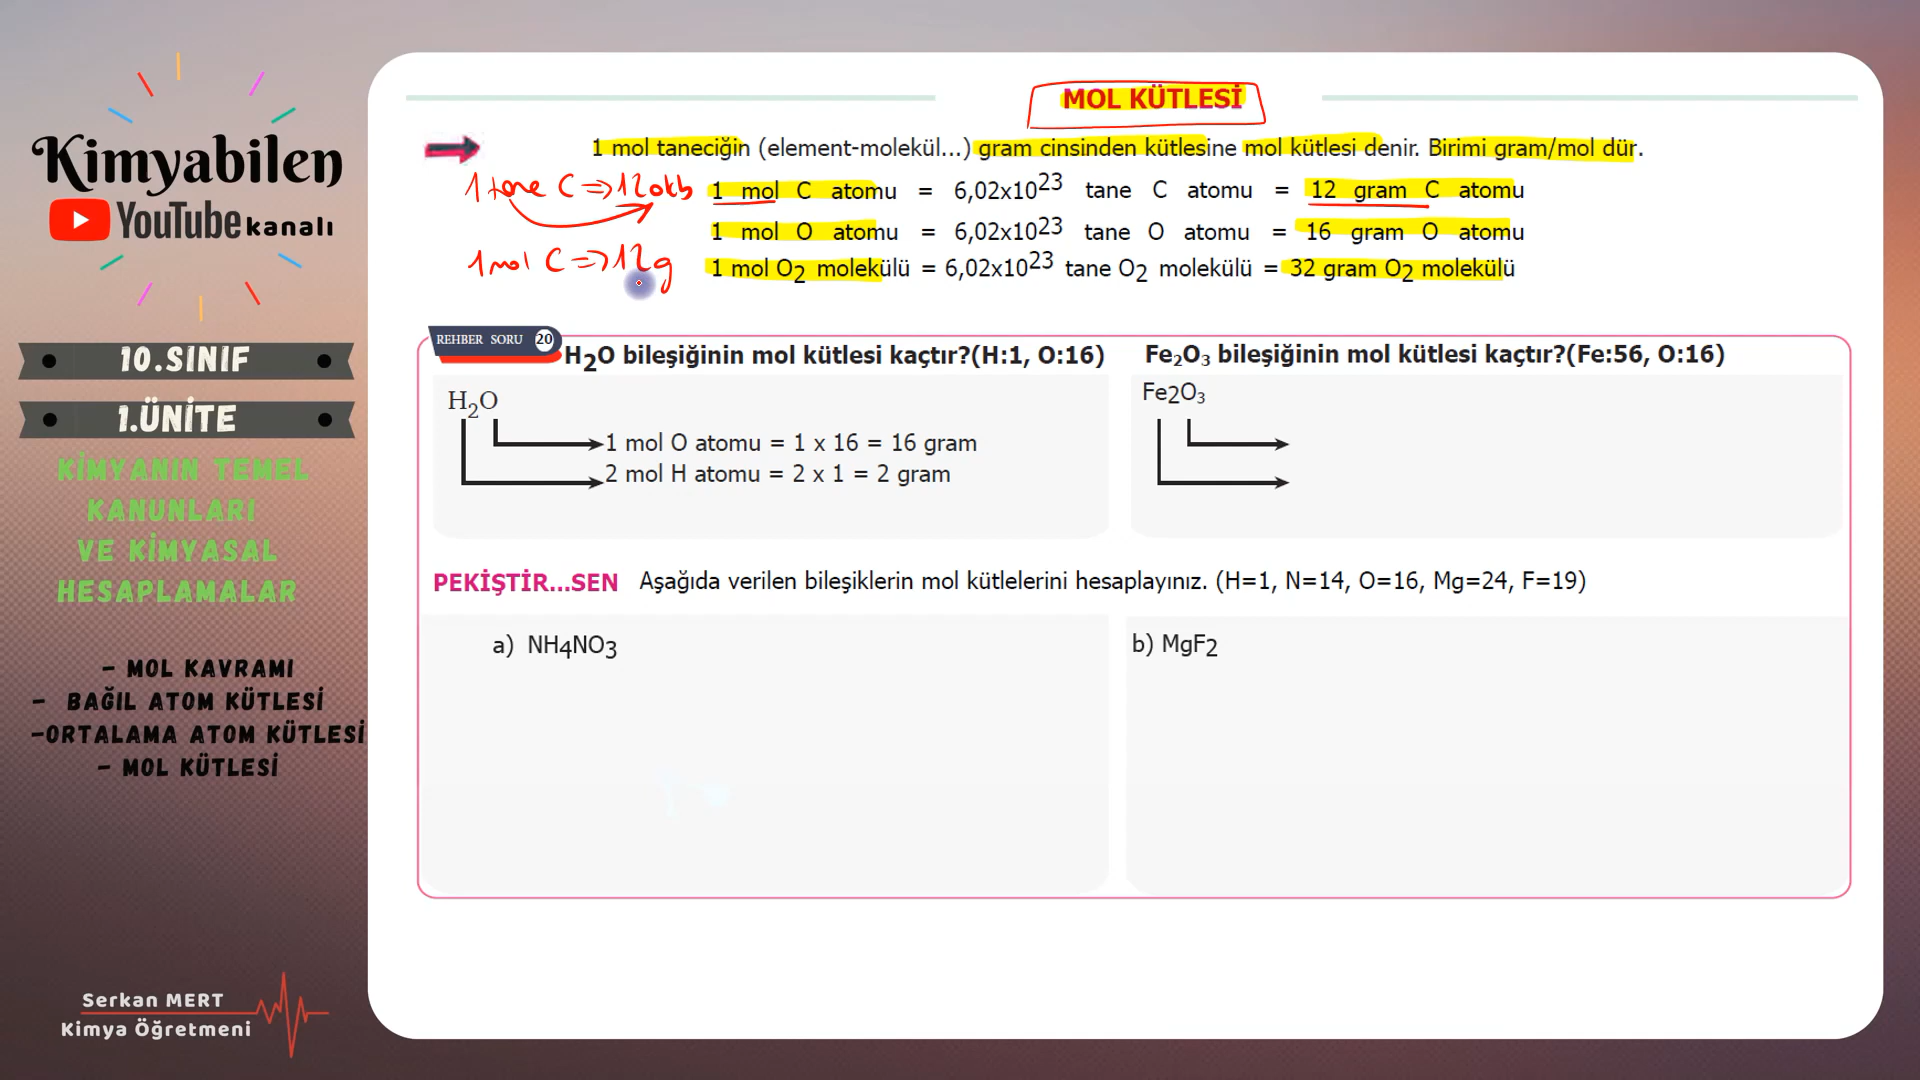 Kimyabilen
YouTube kanalı
10.SINIF
1.ÜNİTE
KİMYANIN TEMEL
KANUNLARI
VE KİMYASAL
HESAPLAMALAR
- MOL KAVRAMI
- BAĞIL ATOM KÜTLESİ
-ORTALAMA ATOM KÜTLESİ
- MOL KÜTLESİ
Serkan MERT
Kimya Öğretmeni
MOL KÜTLESİ
1 mol taneciğin (element-molekül...) gram cinsinden kütlesine mol kütlesi denir. Birimi gram/mol dür.
1 tane C => 12akb
1 mol C atomu = 6,02x10²³ tane C atomu = 12 gram C atomu
1 mol O atomu = 6,02x10²³ tane O atomu = 16 gram O atomu
1mol C => 12g
1 mol O₂ molekülü = 6,02x10²³ tane O₂ molekülü = 32 gram O₂ molekülü
REHBER SORU 20
H₂O bileşiğinin mol kütlesi kaçtır?(H:1, O:16)
H₂O
1 mol O atomu = 1 x 16 = 16 gram
2 mol H atomu = 2 x 1 = 2 gram
Fe₂O₃ bileşiğinin mol kütlesi kaçtır?(Fe:56, O:16)
Fe₂O₃
PEKİŞTİR...SEN Aşağıda verilen bileşiklerin mol kütlelerini hesaplayınız. (H=1, N=14, O=16, Mg=24, F=19)
a) NH₄NO₃
b) MgF₂